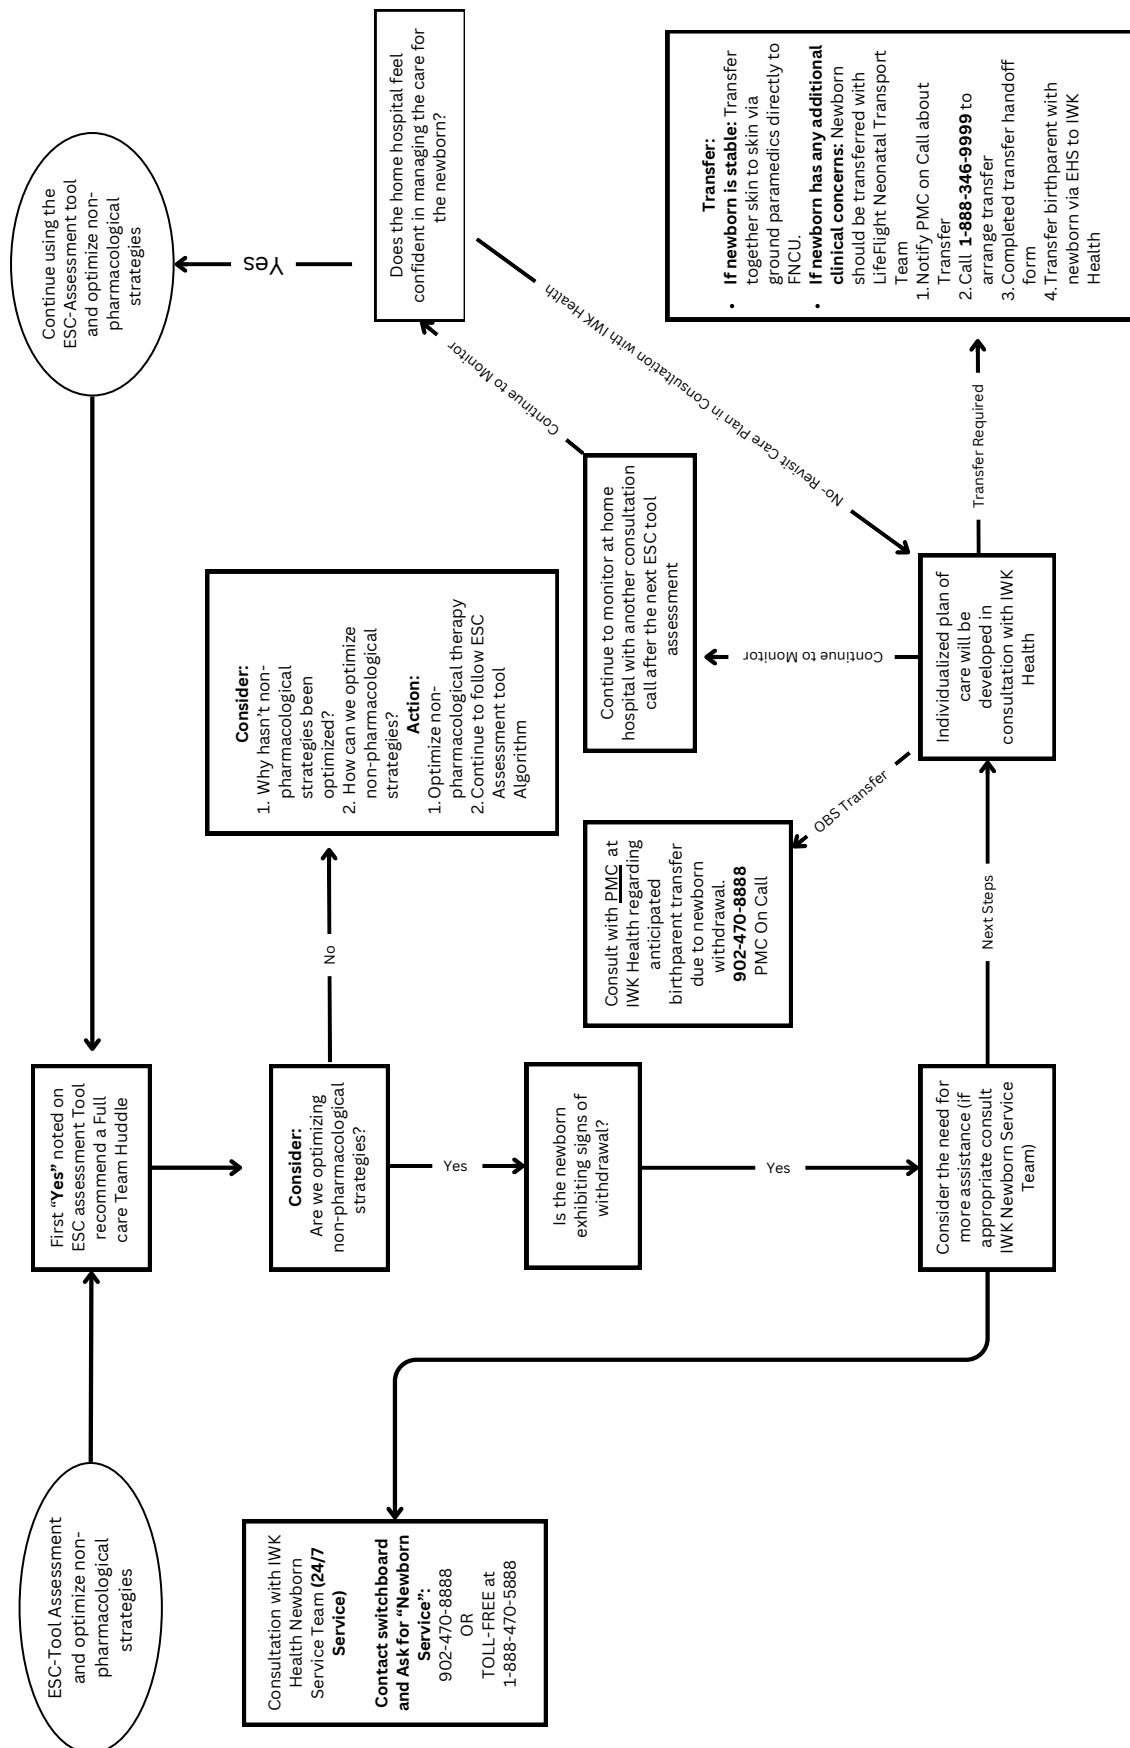 ESC-Tool Assessment
and optimize non-
pharmacological
strategies
First “Yes” noted on
ESC assessment Tool
recommend a Full
care Team Huddle
Continue using the
ESC-Assessment tool
and optimize non-
pharmacological
strategies
Yes
Does the home hospital feel
confident in managing the care for
the newborn?
Consider:
Are we optimizing
non-pharmacological
strategies?
No
Consider:
1. Why hasn’t non-
pharmacological
strategies been
optimized?
2. How can we optimize
non-pharmacological
strategies?
Action:
1. Optimize non-
pharmacological therapy
2. Continue to follow ESC
Assessment tool
Algorithm
Yes
Is the newborn
exhibiting signs of
withdrawal?
Yes
Consultation with IWK
Health Newborn
Service Team (24/7
Service)
Contact switchboard
and Ask for “Newborn
Service”:
902-470-8888
OR
TOLL-FREE at
1-888-470-5888
Consider the need for
more assistance (if
appropriate consult
IWK Newborn Service
Team)
Next Steps
Individualized plan of
care will be
developed in
consultation with IWK
Health
OBS Transfer
Consult with PMC at
IWK Health regarding
anticipated
birthparent transfer
due to newborn
withdrawal.
902-470-8888
PMC On Call
Continue to Monitor
Continue to monitor at home
hospital with another consultation
call after the next ESC tool
assessment
Continue to Monitor
No- Revisit Care Plan in Consultation with IWK Health
Transfer Required
Transfer:
• If newborn is stable: Transfer
together skin to skin via
ground paramedics directly to
FNCU.
• If newborn has any additional
clinical concerns: Newborn
should be transferred with
LifeFlight Neonatal Transport
Team
1. Notify PMC on Call about
Transfer
2. Call 1-888-346-9999 to
arrange transfer
3. Completed transfer handoff
form
4. Transfer birthparent with
newborn via EHS to IWK
Health